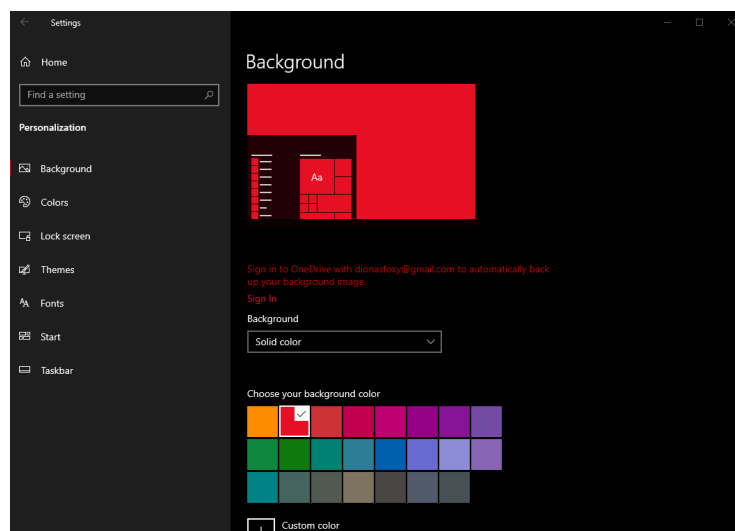 Settings
Home
Find a setting
Personalization
Background
Colors
Lock screen
Themes
Fonts
Start
Taskbar
Background
Aa
Sign in to OneDrive with dionasfoxy@gmail.com to automatically back
up your background image.
Sign In
Background
Solid color
Choose your background color
Custom color